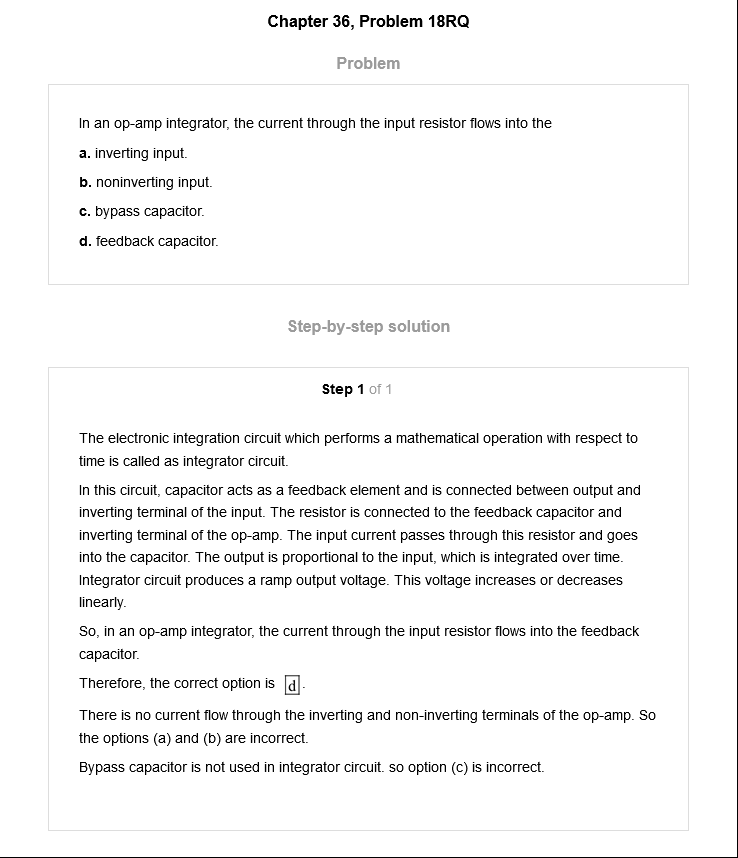 Chapter 36, Problem 18RQ
Problem
In an op-amp integrator, the current through the input resistor flows into the
a. inverting input.
b. noninverting input.
c. bypass capacitor.
d. feedback capacitor.
Step-by-step solution
Step 1 of 1
The electronic integration circuit which performs a mathematical operation with respect to
time is called as integrator circuit.
In this circuit, capacitor acts as a feedback element and is connected between output and
inverting terminal of the input. The resistor is connected to the feedback capacitor and
inverting terminal of the op-amp. The input current passes through this resistor and goes
into the capacitor. The output is proportional to the input, which is integrated over time.
Integrator circuit produces a ramp output voltage. This voltage increases or decreases
linearly.
So, in an op-amp integrator, the current through the input resistor flows into the feedback
capacitor.
Therefore, the correct option is d.
There is no current flow through the inverting and non-inverting terminals of the op-amp. So
the options (a) and (b) are incorrect.
Bypass capacitor is not used in integrator circuit. so option (c) is incorrect.